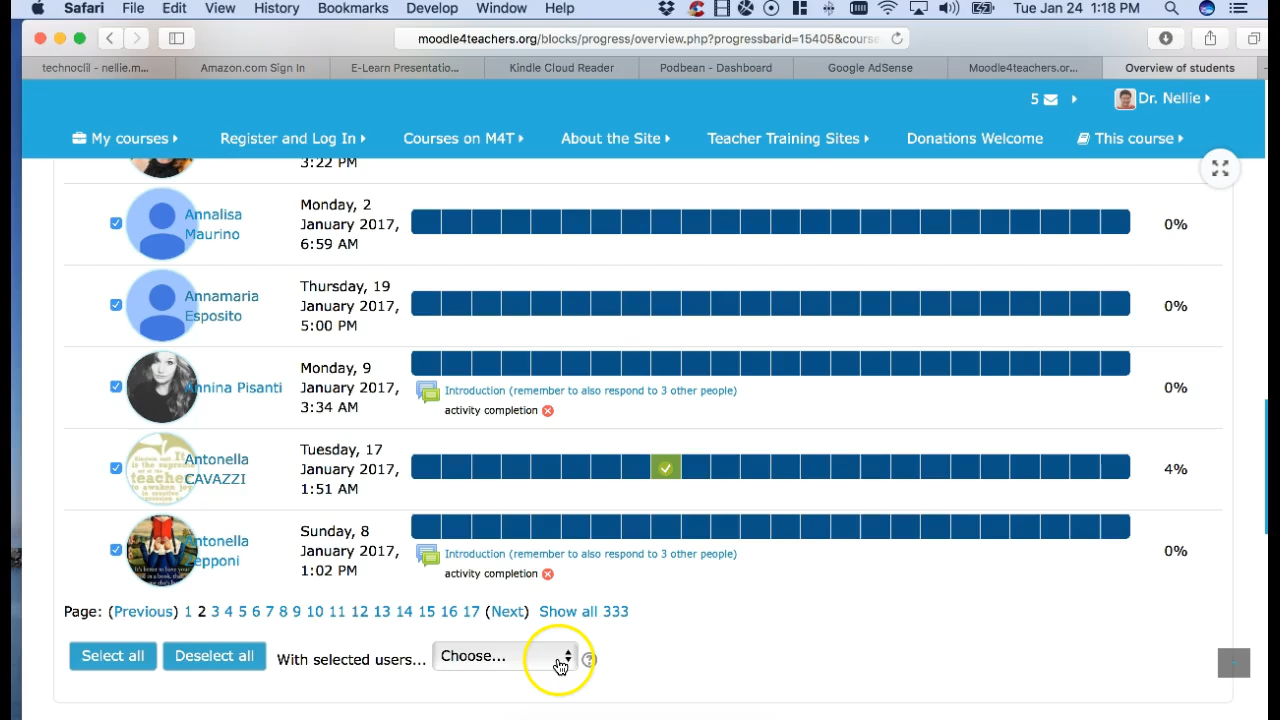 Safari File Edit View History Bookmarks Develop Window Help Tue Jan 24 1:18 PM
moodle4teachers.org/blocks/progress/overview.php?progressbarid=15405&cours
technoclil - nellie.m... Amazon.com Sign In E-Learn Presentatio... Kindle Cloud Reader Podbean - Dashboard Google AdSense Moodle4teachers.or... Overview of students
5 Dr. Nellie
My courses Register and Log In Courses on M4T About the Site Teacher Training Sites Donations Welcome This course
3:22 PM
Annalisa Maurino
Monday, 2 January 2017, 6:59 AM
0%
Annamaria Esposito
Thursday, 19 January 2017, 5:00 PM
0%
Annina Pisanti
Monday, 9 January 2017, 3:34 AM
Introduction (remember to also respond to 3 other people)
activity completion
0%
Antonella CAVAZZI
Tuesday, 17 January 2017, 1:51 AM
4%
Antonella
Sunday, 8 January 2017, 1:02 PM
Introduction (remember to also respond to 3 other people)
activity completion
0%
Page: (Previous) 1 2 3 4 5 6 7 8 9 10 11 12 13 14 15 16 17 (Next) Show all 333
Select all Deselect all With selected users... Choose...